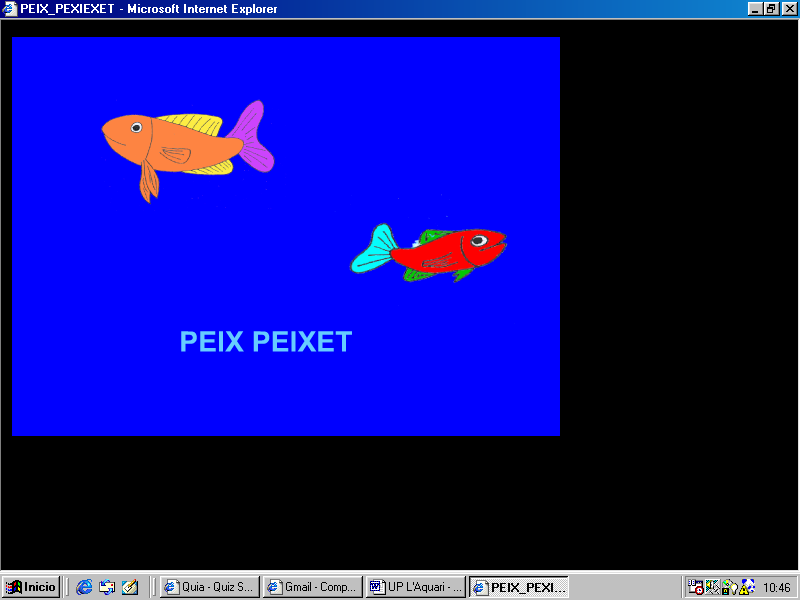 PEIX_PEXIEXET - Microsoft Internet Explorer
PEIX PEIXET
Inicio
Quia - Quiz S...
Gmail - Comp...
UP L'Aquari - ...
PEIX_PEXI...
10:46